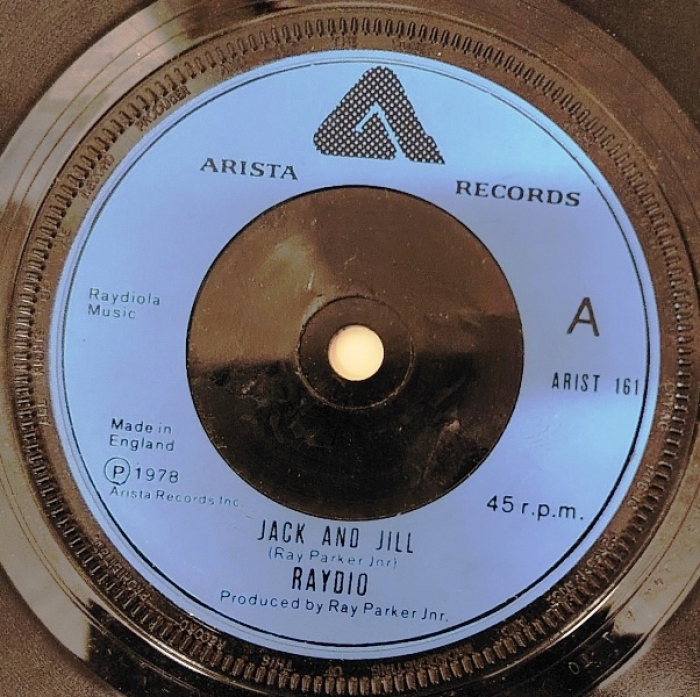 ARISTA
RECORDS
Raydiola
Music
A
ARIST 161
Made in
England
Ⓟ 1978
Arista Records Inc.
45 r.p.m.
JACK AND JILL
(Ray Parker Jnr)
RAYDIO
Produced by Ray Parker Jnr.